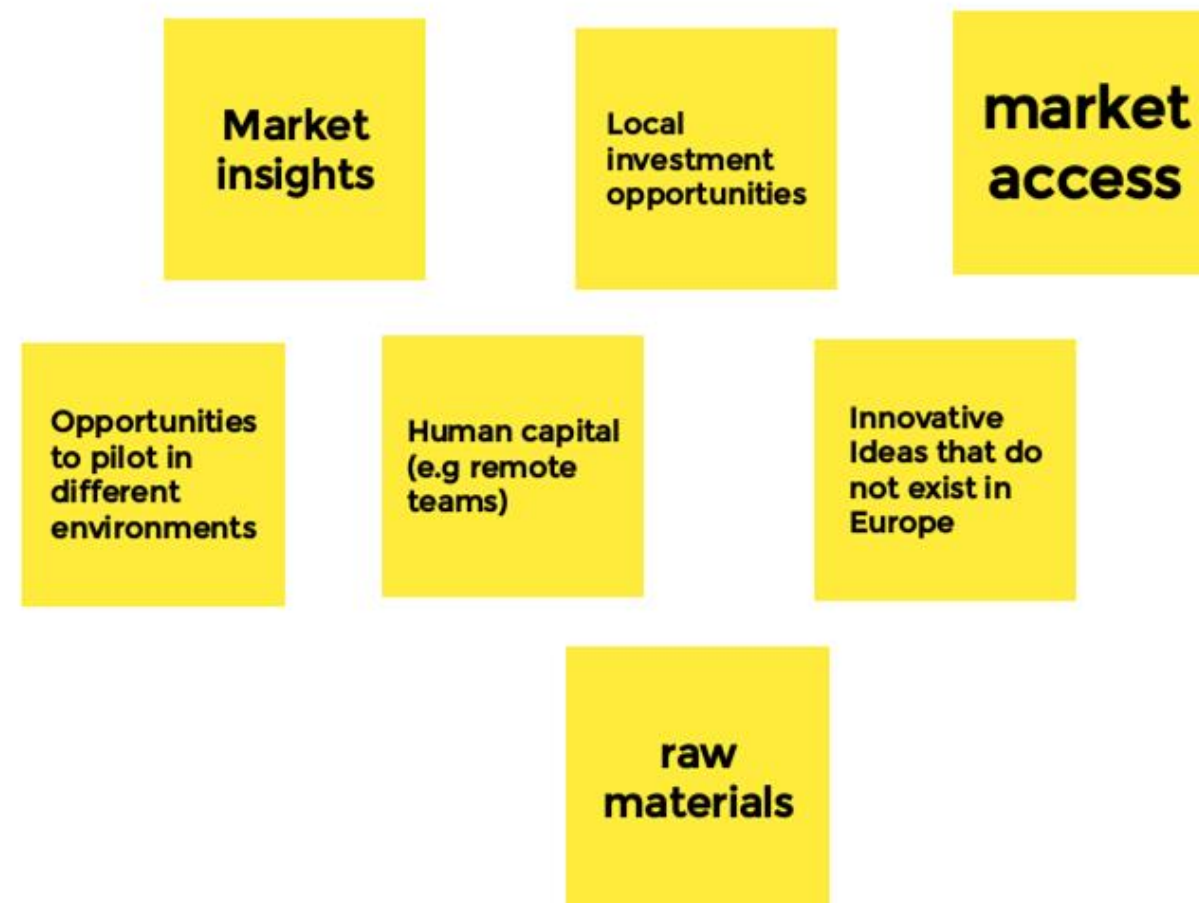 Market
insights
Local
investment
opportunities
market
access
Opportunities
to pilot in
different
environments
Human capital
(e.g remote
teams)
Innovative
Ideas that do
not exist in
Europe
raw
materials